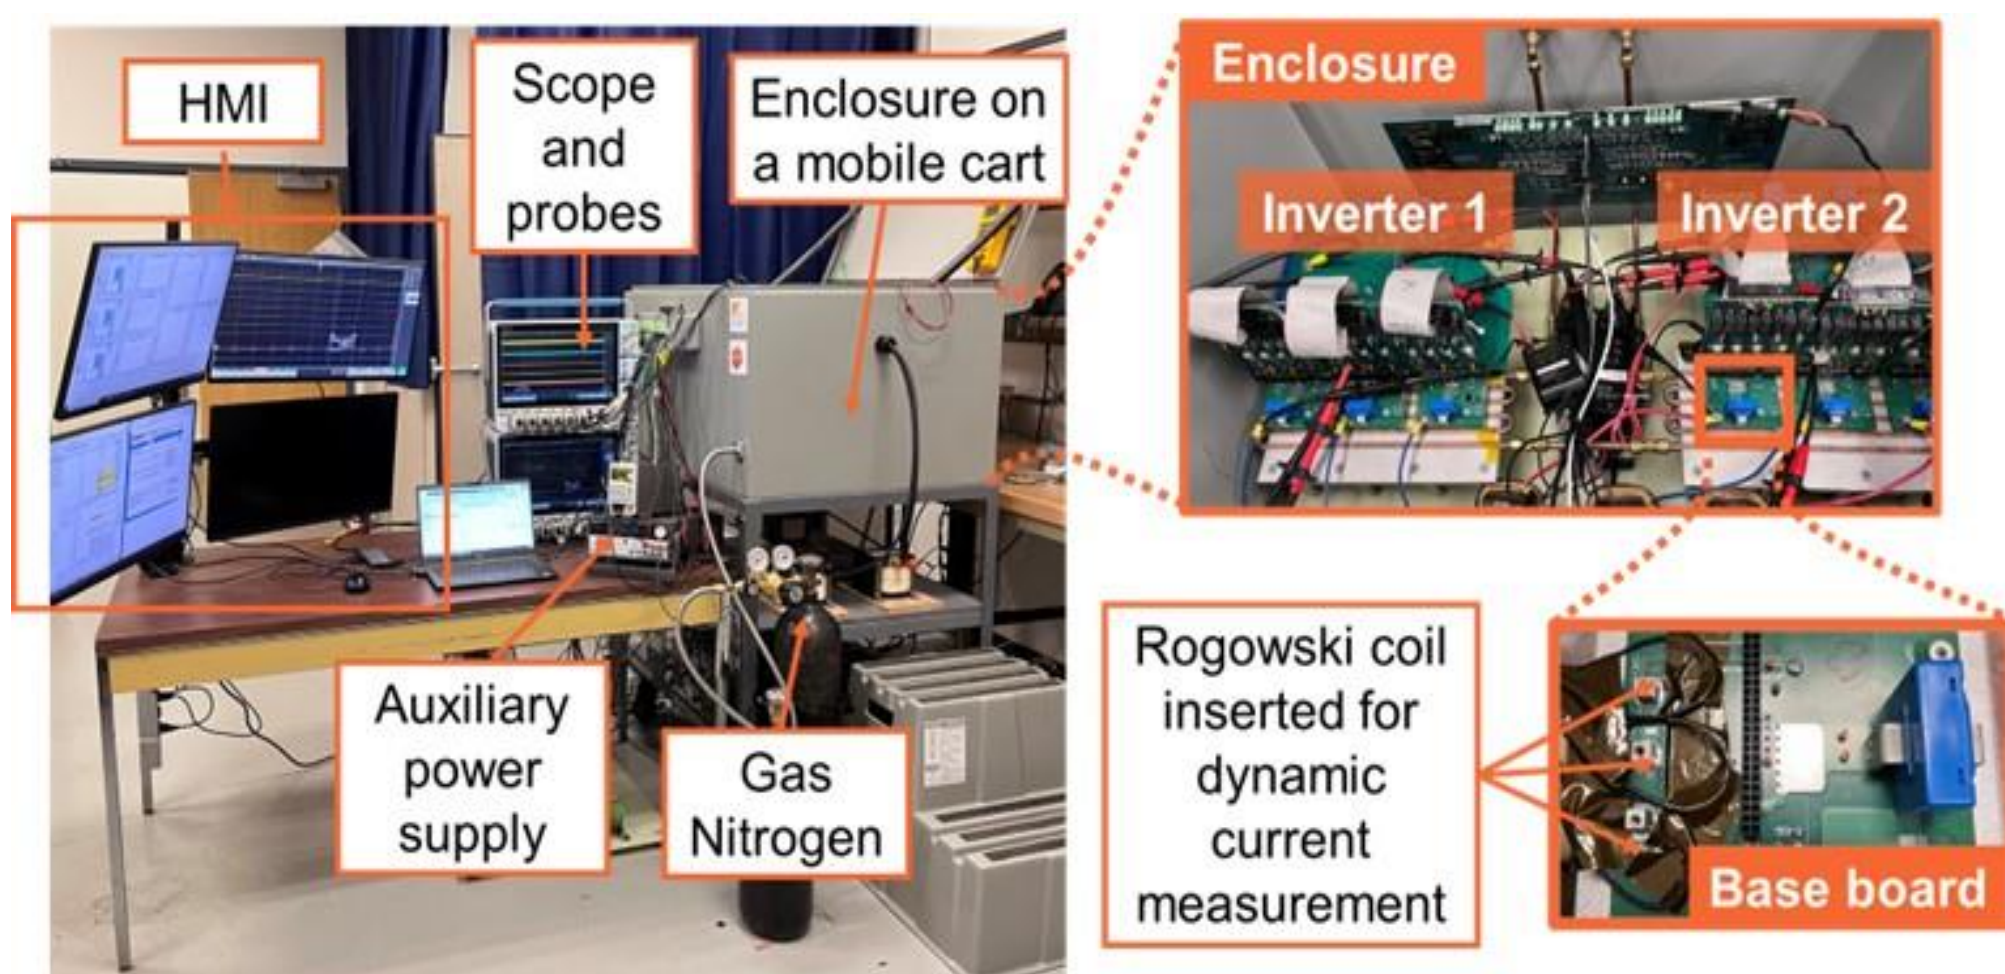 HMI
Scope
and
probes
Enclosure on
a mobile cart
Auxiliary
power
supply
Gas
Nitrogen
Enclosure
Inverter 1
Inverter 2
Rogowski coil
inserted for
dynamic
current
measurement
Base board